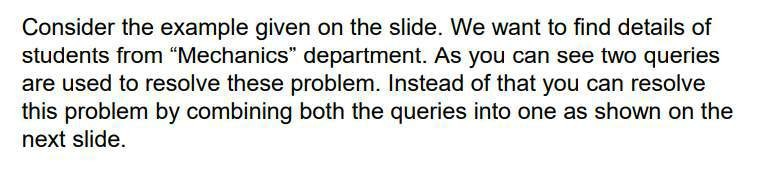 Consider the example given on the slide. We want to find details of
students from “Mechanics” department. As you can see two queries
are used to resolve these problem. Instead of that you can resolve
this problem by combining both the queries into one as shown on the
next slide.